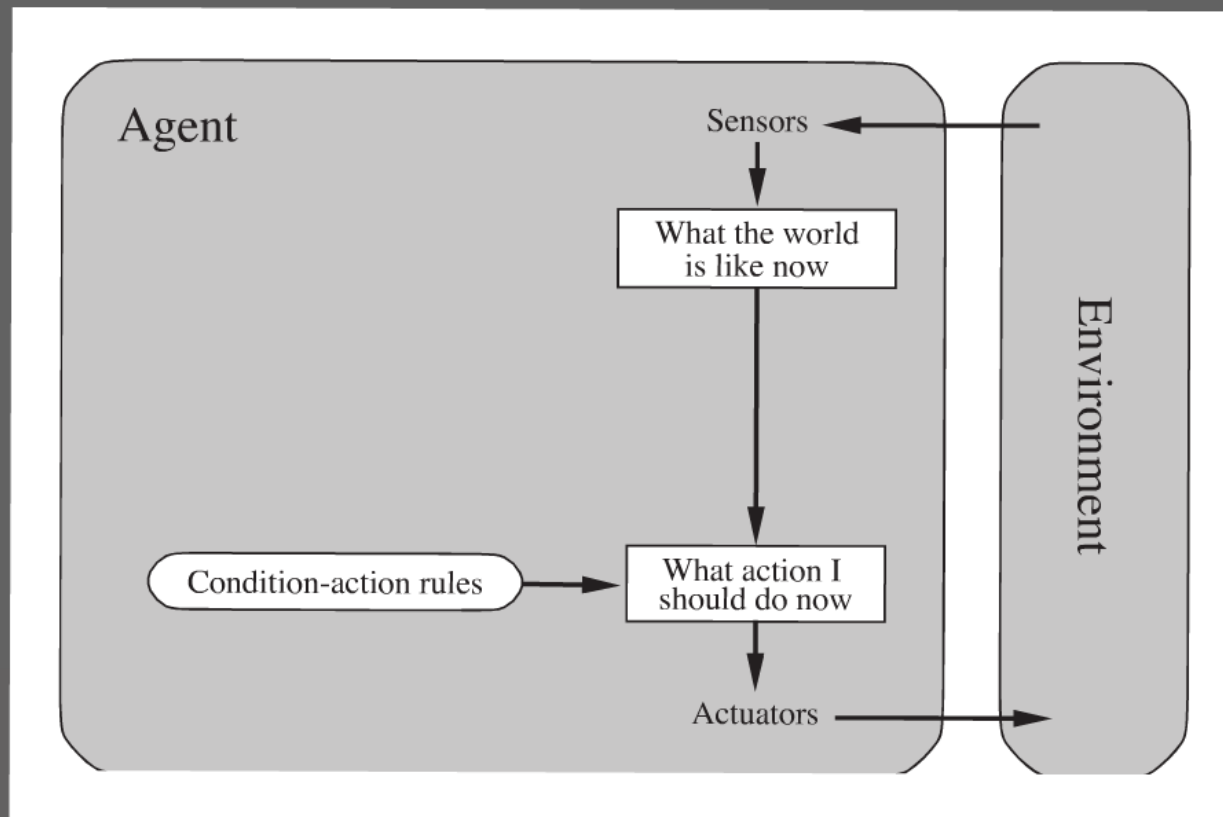 Agent
Sensors
What the world
is like now
Environment
Condition-action rules
What action I
should do now
Actuators